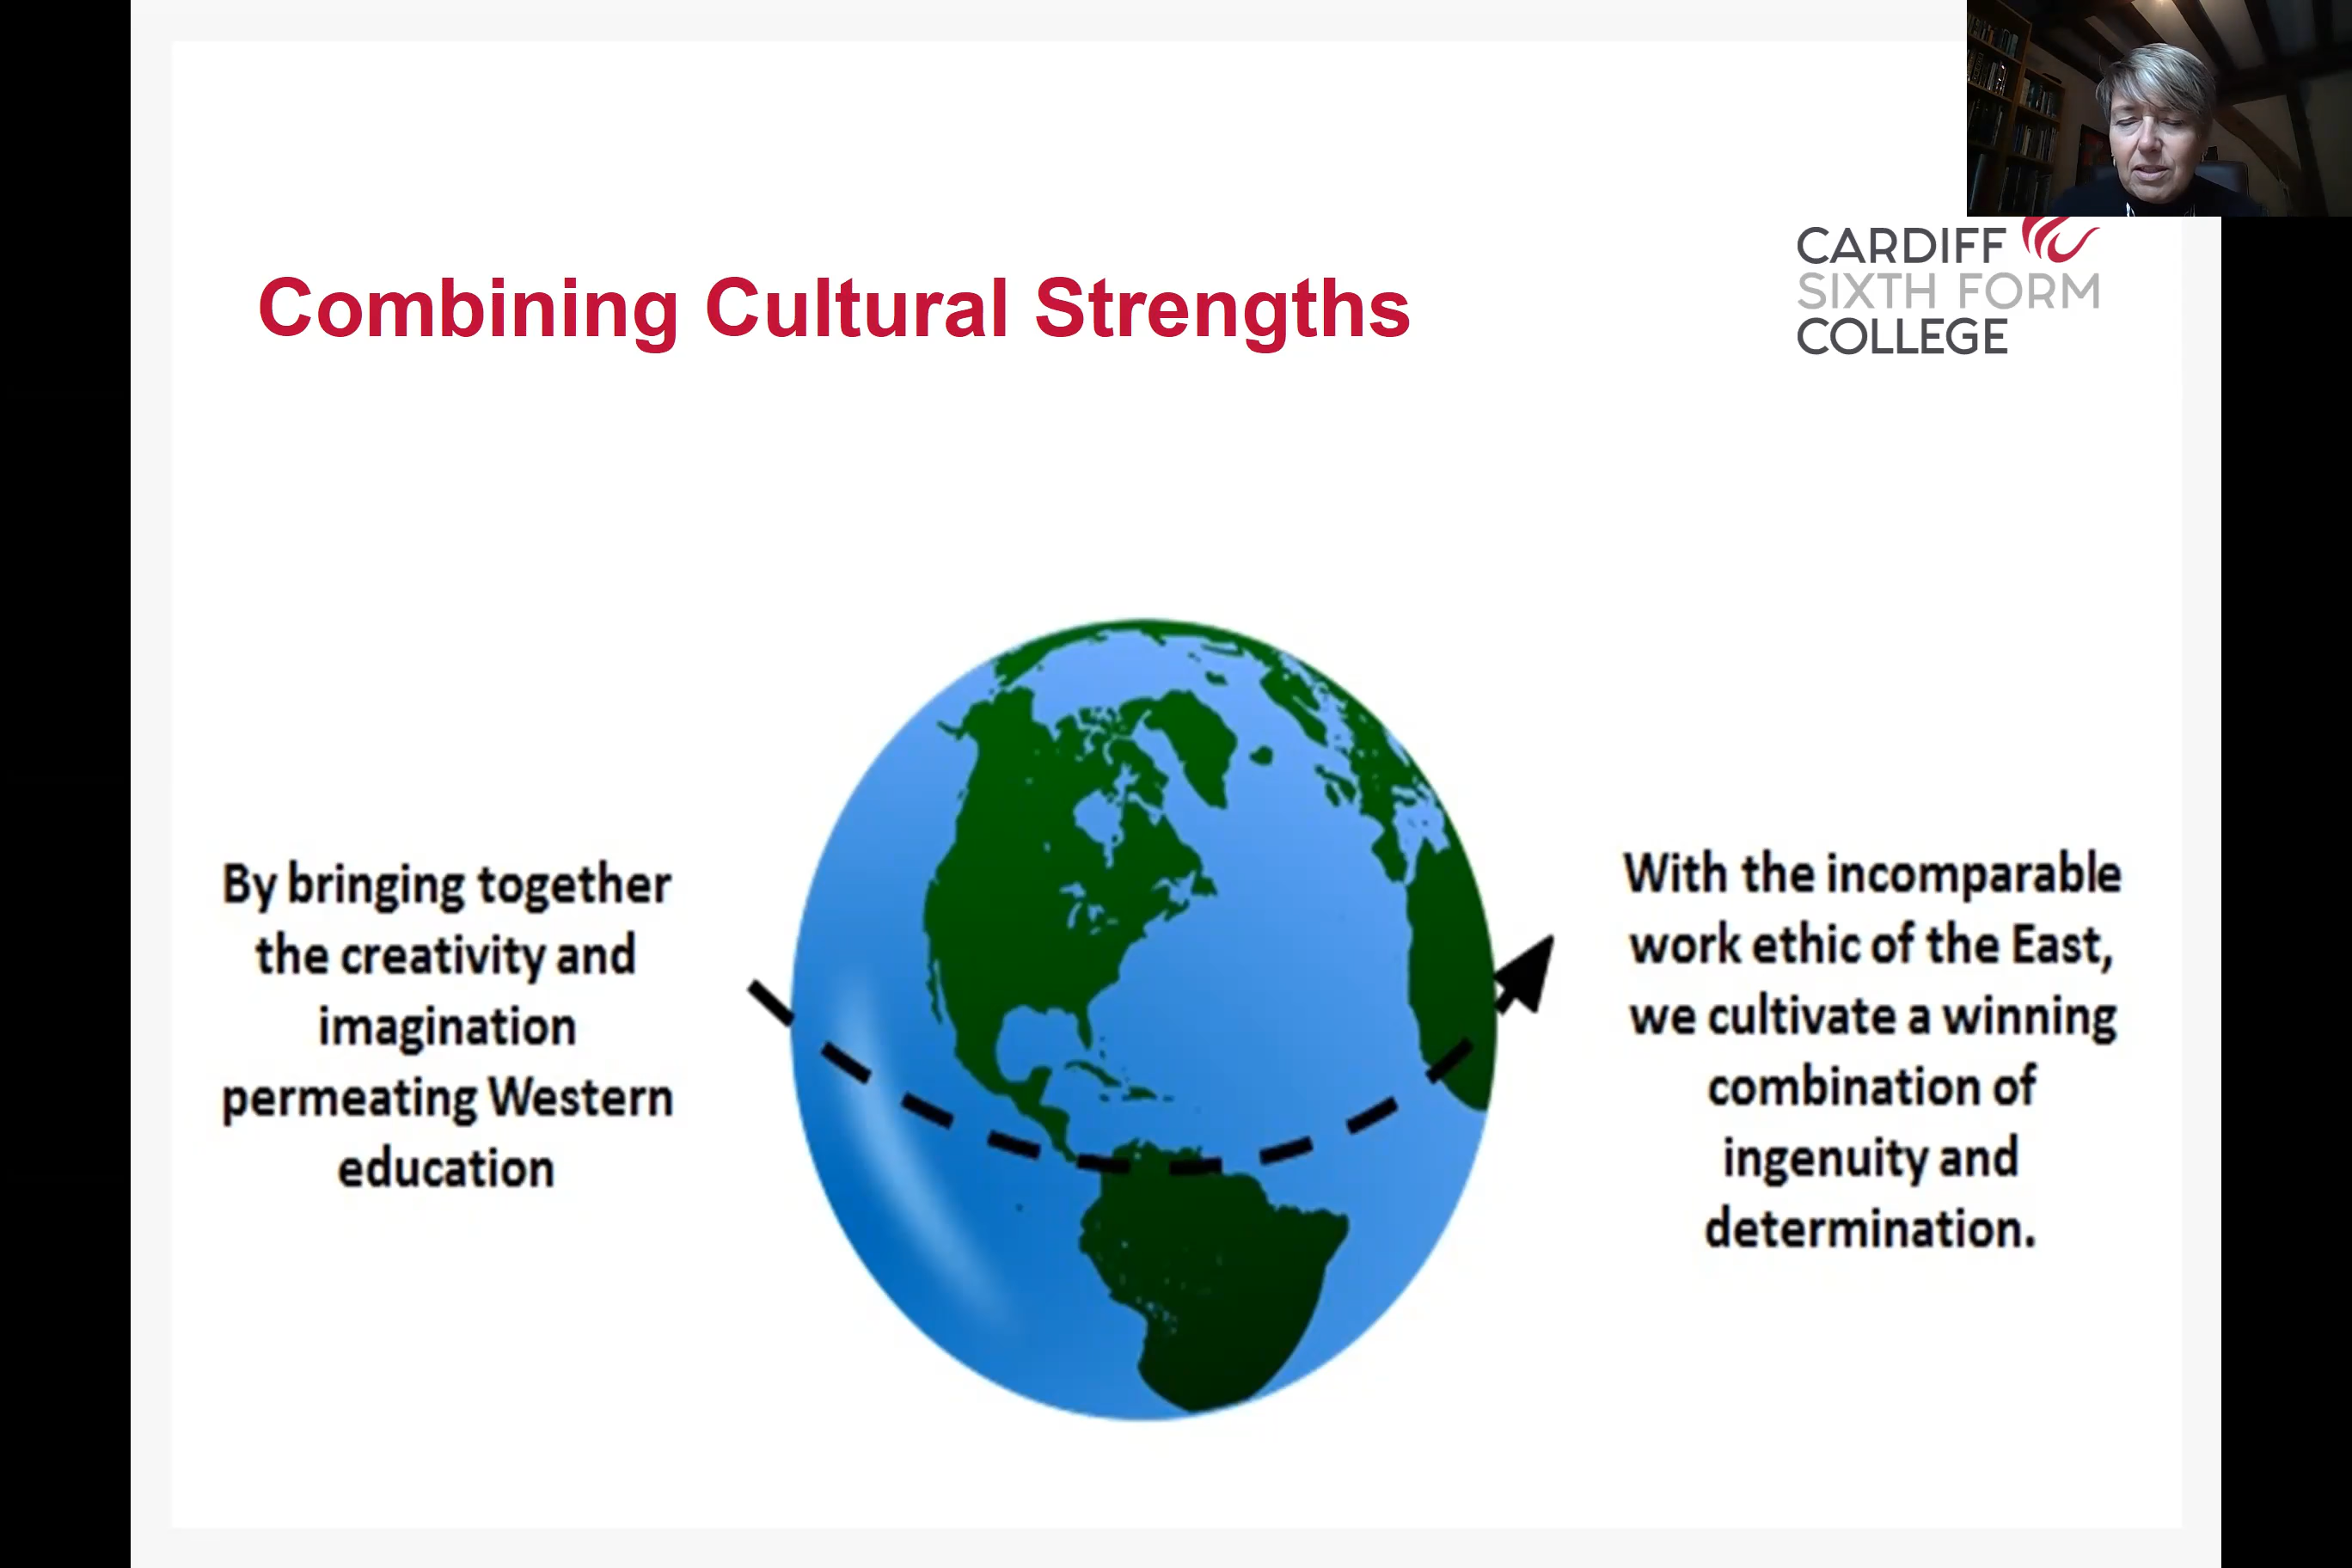 Combining Cultural Strengths
CARDIFF
SIXTH FORM
COLLEGE
By bringing together
the creativity and
imagination
permeating Western
education
With the incomparable
work ethic of the East,
we cultivate a winning
combination of
ingenuity and
determination.